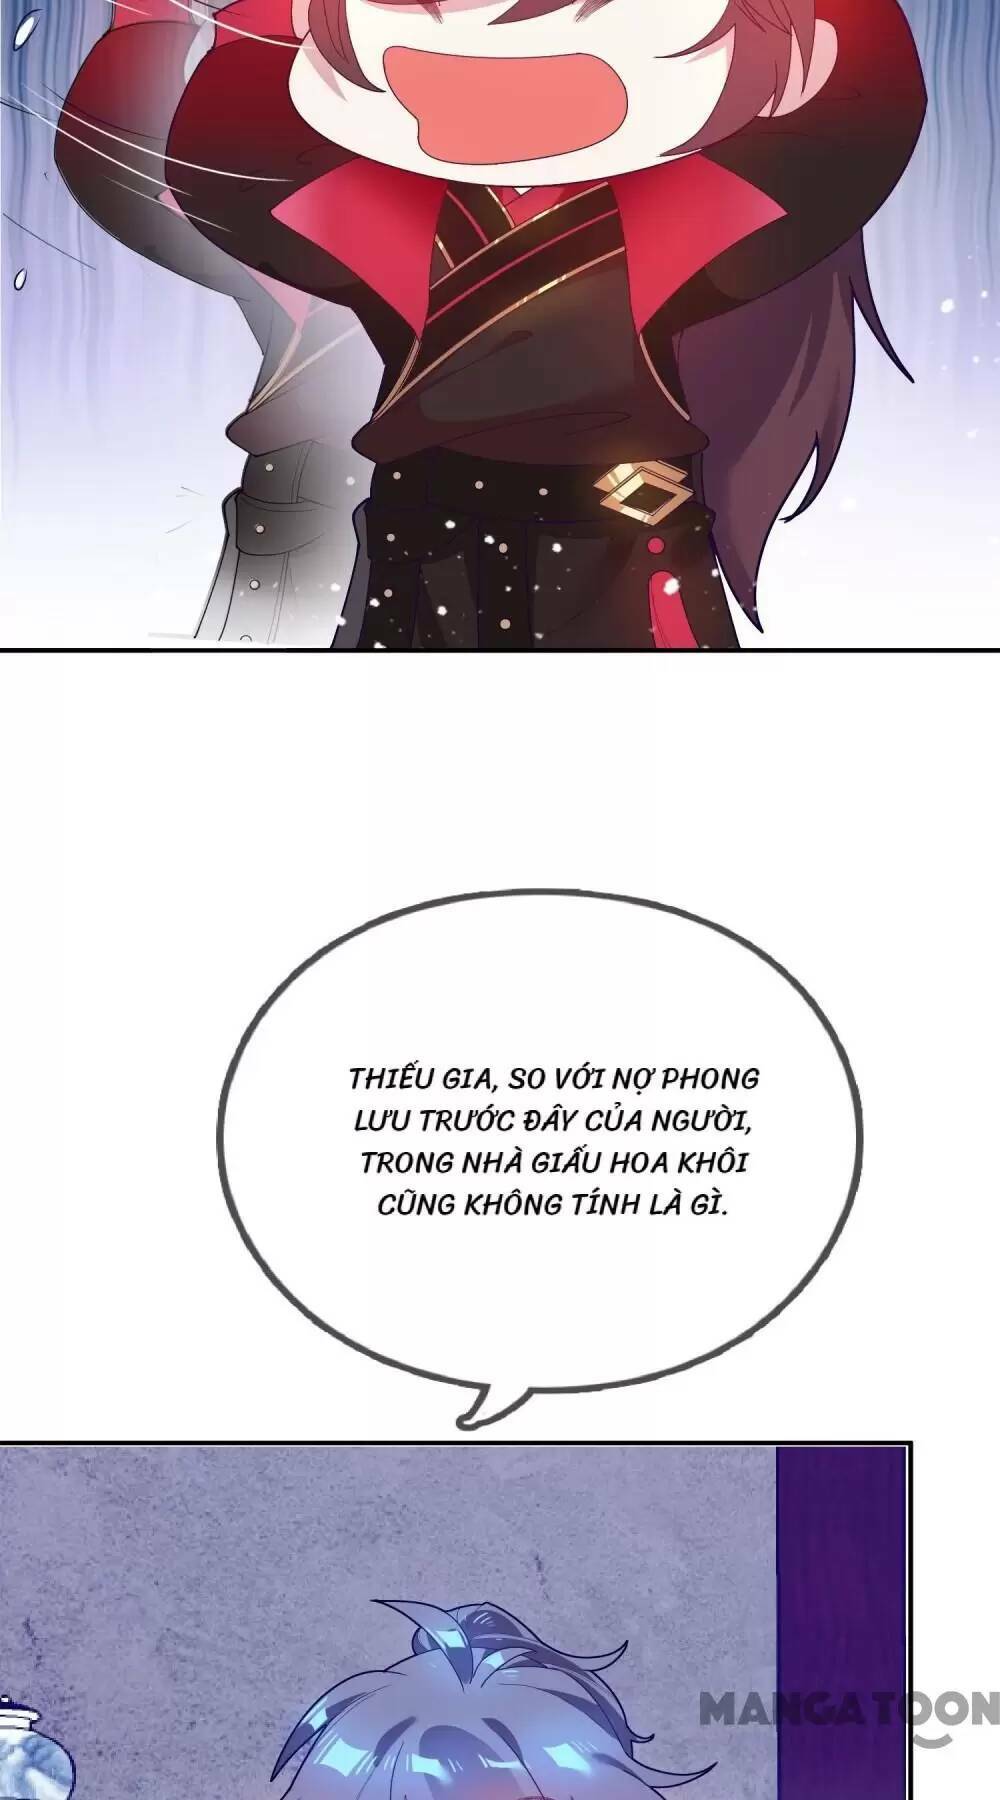 THIẾU GIA, SO VỚI NỢ PHONG
LƯU TRƯỚC ĐÂY CỦA NGƯỜI,
TRONG NHÀ GIẤU HOA KHÔI
CŨNG KHÔNG TÍNH LÀ GÌ.
MANGATOON